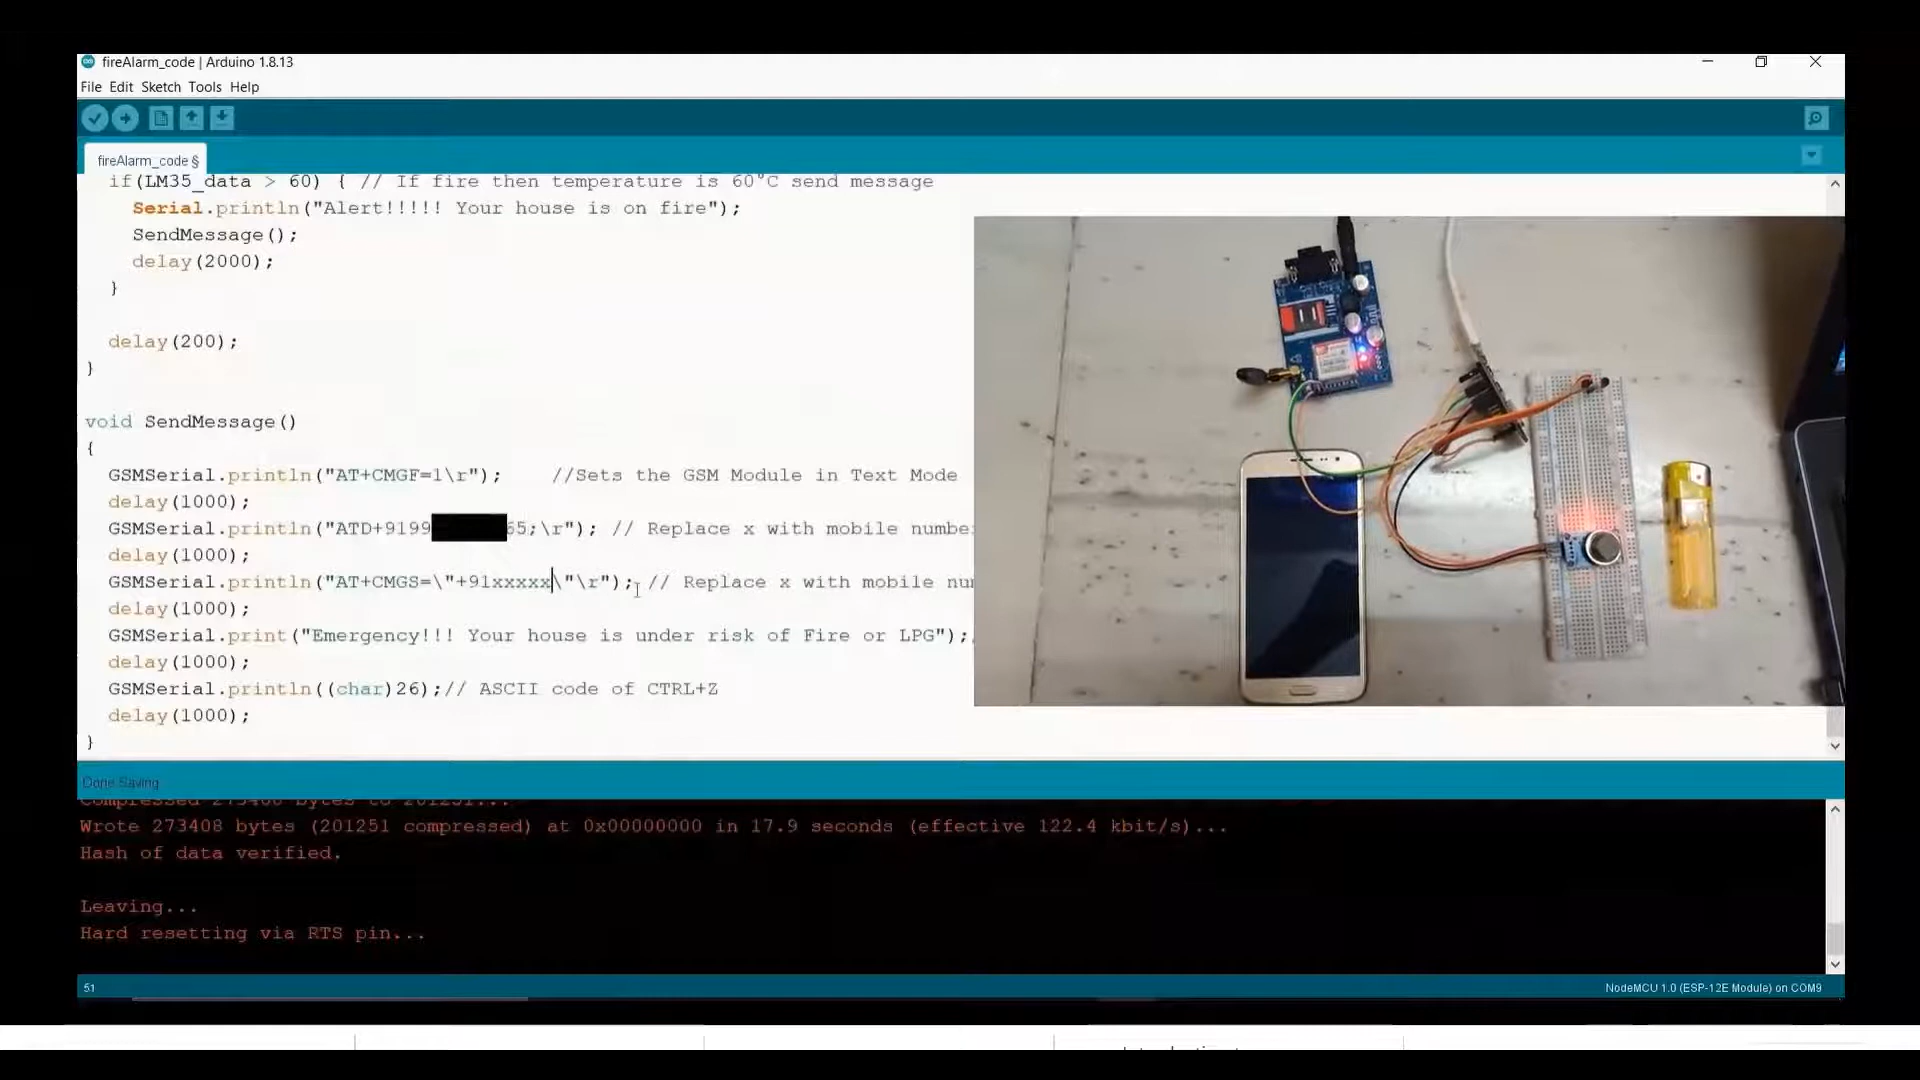 fireAlarm_code | Arduino 1.8.13
File Edit Sketch Tools Help
fireAlarm_code §
if(LM35_data > 60) { // If fire then temperature is 60°C send message
Serial.println("Alert!!!!! Your house is on fire");
SendMessage();
delay(2000);
}
delay(200);
}
void SendMessage()
{
GSMSerial.println("AT+CMGF=1\r"); //Sets the GSM Module in Text Mode
delay(1000);
GSMSerial.println("ATD+9199 65;\r"); // Replace x with mobile numbe
delay(1000);
GSMSerial.println("AT+CMGS=\"+91xxxxx\"\r"); // Replace x with mobile nu
delay(1000);
GSMSerial.print("Emergency!!! Your house is under risk of Fire or LPG");
delay(1000);
GSMSerial.println((char)26);// ASCII code of CTRL+Z
delay(1000);
}
Done Saving
Compressed 273408 bytes to 201251...
Wrote 273408 bytes (201251 compressed) at 0x00000000 in 17.9 seconds (effective 122.4 kbit/s)...
Hash of data verified.
Leaving...
Hard resetting via RTS pin...
51
NodeMCU 1.0 (ESP-12E Module) on COM9